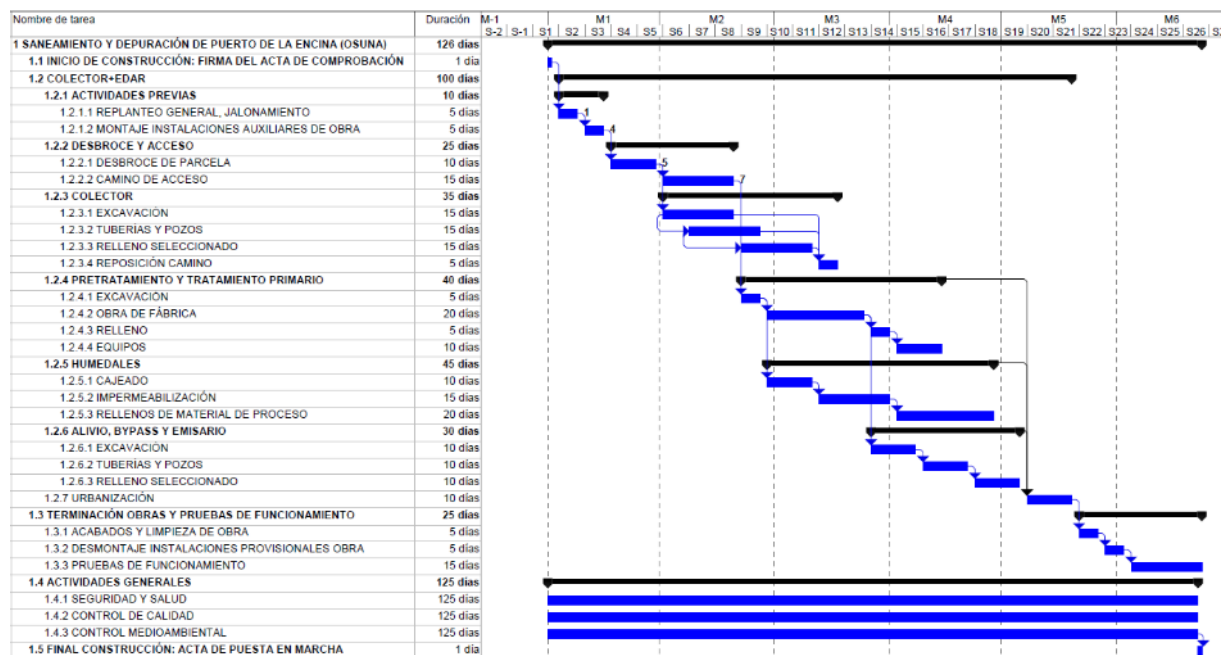 Nombre de tarea Duración M-1 M1 M2 M3 M4 M5 M6
S-2 S-1 S1 S2 S3 S4 S5 S6 S7 S8 S9 S10 S11 S12 S13 S14 S15 S16 S17 S18 S19 S20 S21 S22 S23 S24 S25 S26
1 SANEAMIENTO Y DEPURACIÓN DE PUERTO DE LA ENCINA (OSUNA) 126 días
1.1 INICIO DE CONSTRUCCIÓN: FIRMA DEL ACTA DE COMPROBACIÓN 1 día
1.2 COLECTOR+EDAR 100 días
1.2.1 ACTIVIDADES PREVIAS 10 días
1.2.1.1 REPLANTEO GENERAL, JALONAMIENTO 5 días 1
1.2.1.2 MONTAJE INSTALACIONES AUXILIARES DE OBRA 5 días 4
1.2.2 DESBROCE Y ACCESO 25 días
1.2.2.1 DESBROCE DE PARCELA 10 días 5
1.2.2.2 CAMINO DE ACCESO 15 días 7
1.2.3 COLECTOR 35 días
1.2.3.1 EXCAVACIÓN 15 días
1.2.3.2 TUBERÍAS Y POZOS 15 días
1.2.3.3 RELLENO SELECCIONADO 15 días
1.2.3.4 REPOSICIÓN CAMINO 5 días
1.2.4 PRETRATAMIENTO Y TRATAMIENTO PRIMARIO 40 días
1.2.4.1 EXCAVACIÓN 5 días
1.2.4.2 OBRA DE FÁBRICA 20 días
1.2.4.3 RELLENO 5 días
1.2.4.4 EQUIPOS 10 días
1.2.5 HUMEDALES 45 días
1.2.5.1 CAJEADO 10 días
1.2.5.2 IMPERMEABILIZACIÓN 15 días
1.2.5.3 RELLENOS DE MATERIAL DE PROCESO 20 días
1.2.6 ALIVIO, BYPASS Y EMISARIO 30 días
1.2.6.1 EXCAVACIÓN 10 días
1.2.6.2 TUBERÍAS Y POZOS 10 días
1.2.6.3 RELLENO SELECCIONADO 10 días
1.2.7 URBANIZACIÓN 10 días
1.3 TERMINACIÓN OBRAS Y PRUEBAS DE FUNCIONAMIENTO 25 días
1.3.1 ACABADOS Y LIMPIEZA DE OBRA 5 días
1.3.2 DESMONTAJE INSTALACIONES PROVISIONALES OBRA 5 días
1.3.3 PRUEBAS DE FUNCIONAMIENTO 15 días
1.4 ACTIVIDADES GENERALES 125 días
1.4.1 SEGURIDAD Y SALUD 125 días
1.4.2 CONTROL DE CALIDAD 125 días
1.4.3 CONTROL MEDIOAMBIENTAL 125 días
1.5 FINAL CONSTRUCCIÓN: ACTA DE PUESTA EN MARCHA 1 día